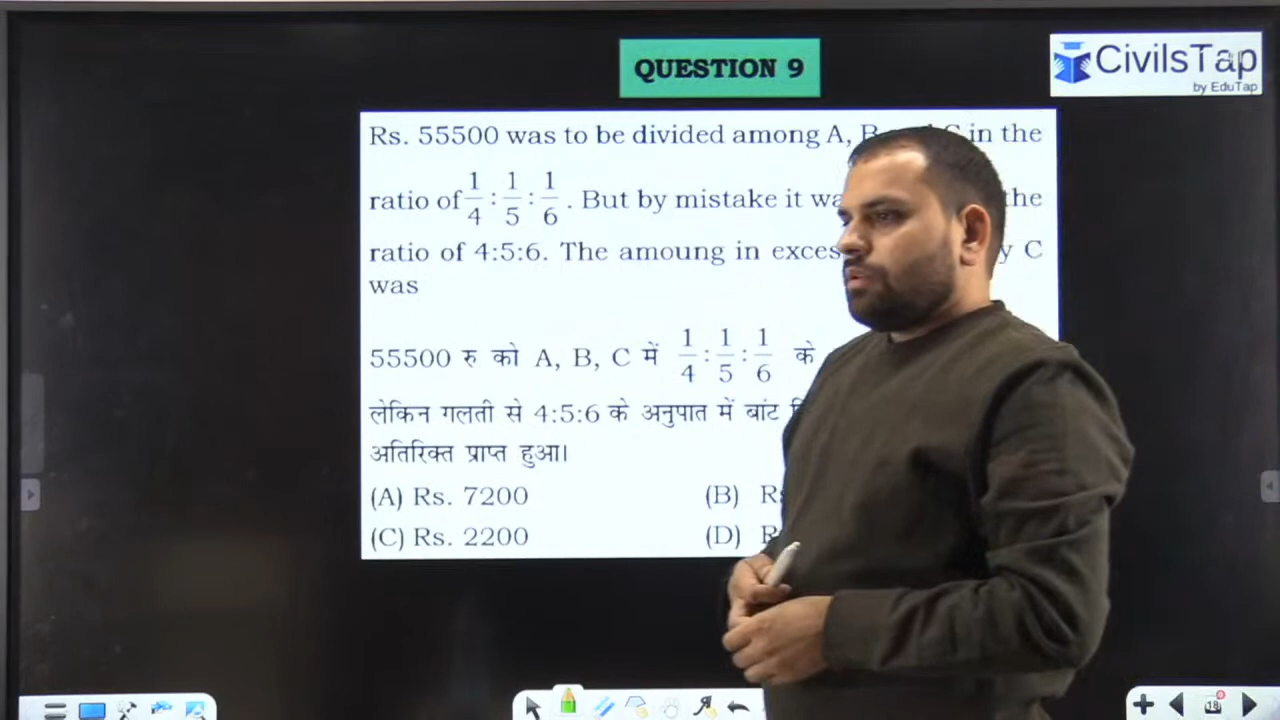 QUESTION 9
CivilsTap
by EduTap
Rs. 55500 was to be divided among A, in the
ratio of 1/4 : 1/5 : 1/6 . But by mistake it the
ratio of 4:5:6. The amoung in C
was
55500 रु को A, B, C में 1/4 : 1/5 : 1/6 के
लेकिन गलती से 4:5:6 के अनुपात में बांट
अतिरिक्त प्राप्त हुआ।
(A) Rs. 7200 (B)
(C) Rs. 2200 (D)
18